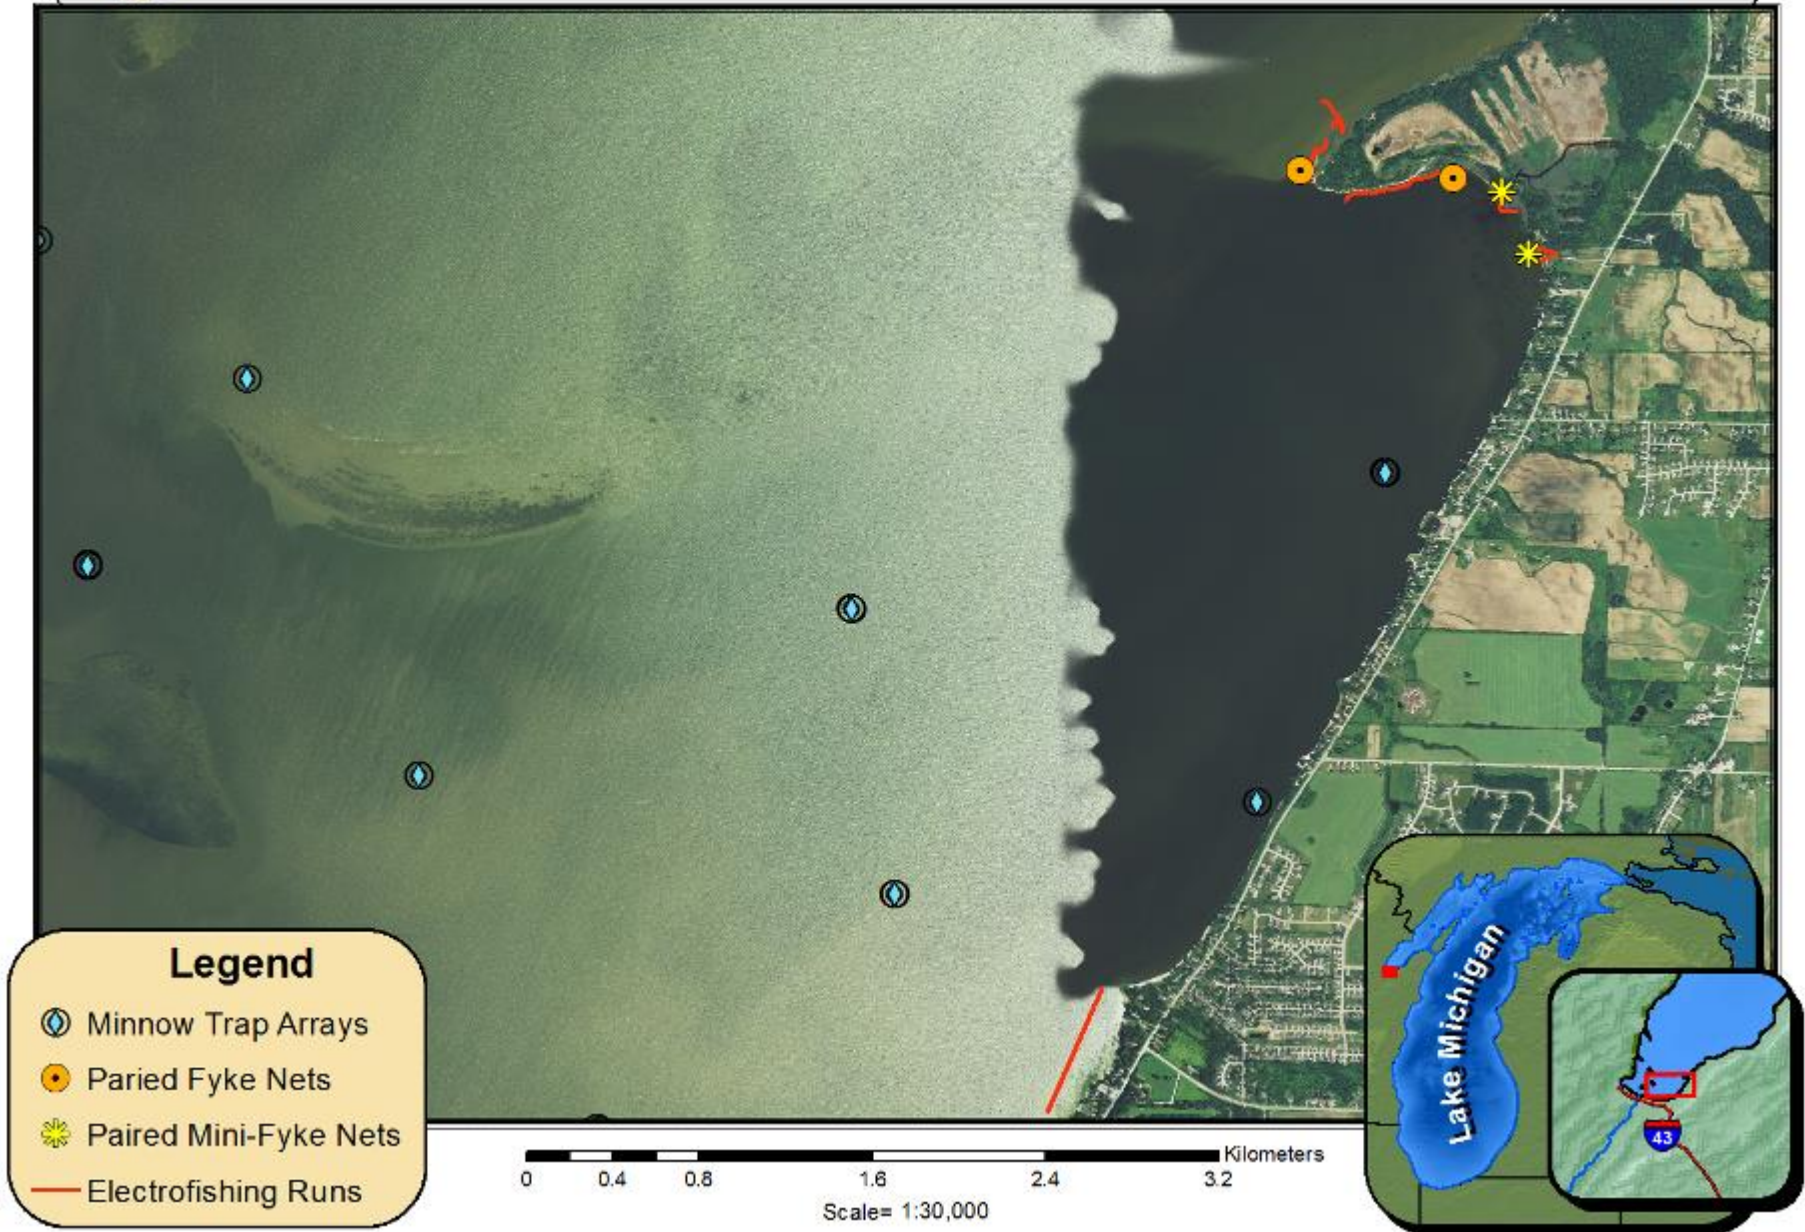 Legend
Minnow Trap Arrays
Paried Fyke Nets
Paired Mini-Fyke Nets
Electrofishing Runs
0 0.4 0.8 1.6 2.4 3.2 Kilometers
Scale= 1:30,000
Lake Michigan
43